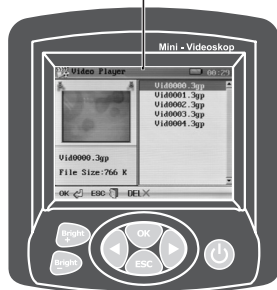 Mini - Videoskop
Video Player 00:29
Vid0000.3gp
Vid0001.3gp
Vid0002.3gp
Vid0003.3gp
Vid0004.3gp
Vid0000.3gp
File Size:766 K
OK ESC DEL
Bright
+
OK
Bright
-
ESC